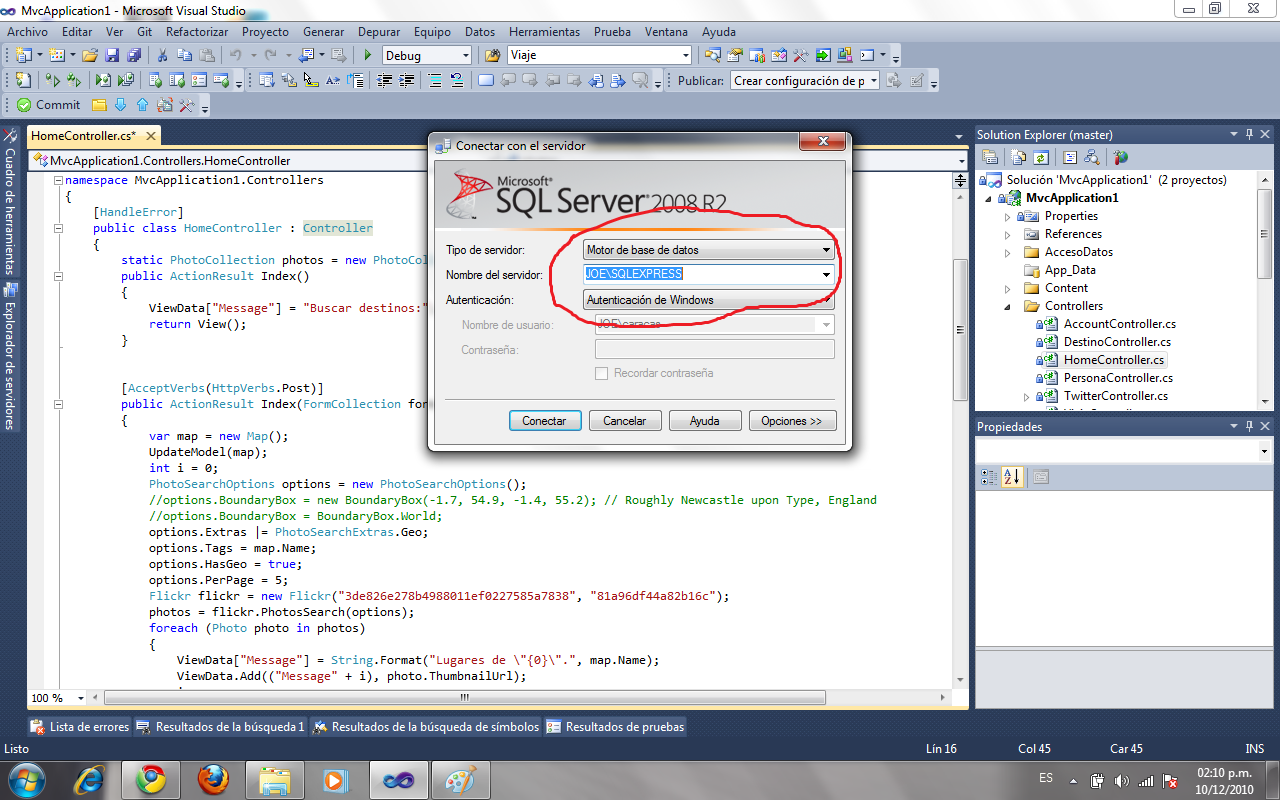 MvcApplication1 - Microsoft Visual Studio
Archivo Editar Ver Git Refactorizar Proyecto Generar Depurar Equipo Datos Herramientas Prueba Ventana Ayuda
Debug Viaje
Publicar: Crear configuración de p
Commit
HomeController.cs*
MvcApplication1.Controllers.HomeController
Cuadro de herramientas
Explorador de servidores
namespace MvcApplication1.Controllers
{
[HandleError]
public class HomeController : Controller
{
static PhotoCollection photos = new PhotoCol
public ActionResult Index()
{
ViewData["Message"] = "Buscar destinos:"
return View();
}
[AcceptVerbs(HttpVerbs.Post)]
public ActionResult Index(FormCollection for
{
var map = new Map();
UpdateModel(map);
int i = 0;
PhotoSearchOptions options = new PhotoSearchOptions();
//options.BoundaryBox = new BoundaryBox(-1.7, 54.9, -1.4, 55.2); // Roughly Newcastle upon Type, England
//options.BoundaryBox = BoundaryBox.World;
options.Extras |= PhotoSearchExtras.Geo;
options.Tags = map.Name;
options.HasGeo = true;
options.PerPage = 5;
Flickr flickr = new Flickr("3de826e278b4988011ef0227585a7838", "81a96df44a82b16c");
photos = flickr.PhotosSearch(options);
foreach (Photo photo in photos)
{
ViewData["Message"] = String.Format("Lugares de \"{0}\".", map.Name);
ViewData.Add(("Message" + i), photo.ThumbnailUrl);
100 %
Conectar con el servidor
Microsoft®
SQL Server® 2008 R2
Tipo de servidor: Motor de base de datos
Nombre del servidor: JOE\SQLEXPRESS
Autenticación: Autenticación de Windows
Nombre de usuario: JOE\caracas
Contraseña:
Recordar contraseña
Conectar Cancelar Ayuda Opciones >>
Solution Explorer (master)
Solución 'MvcApplication1' (2 proyectos)
MvcApplication1
Properties
References
AccesoDatos
App_Data
Content
Controllers
AccountController.cs
DestinoController.cs
HomeController.cs
PersonaController.cs
TwitterController.cs
Propiedades
Lista de errores Resultados de la búsqueda 1 Resultados de la búsqueda de símbolos Resultados de pruebas
Listo Lín 16 Col 45 Car 45 INS
ES 02:10 p.m.
10/12/2010